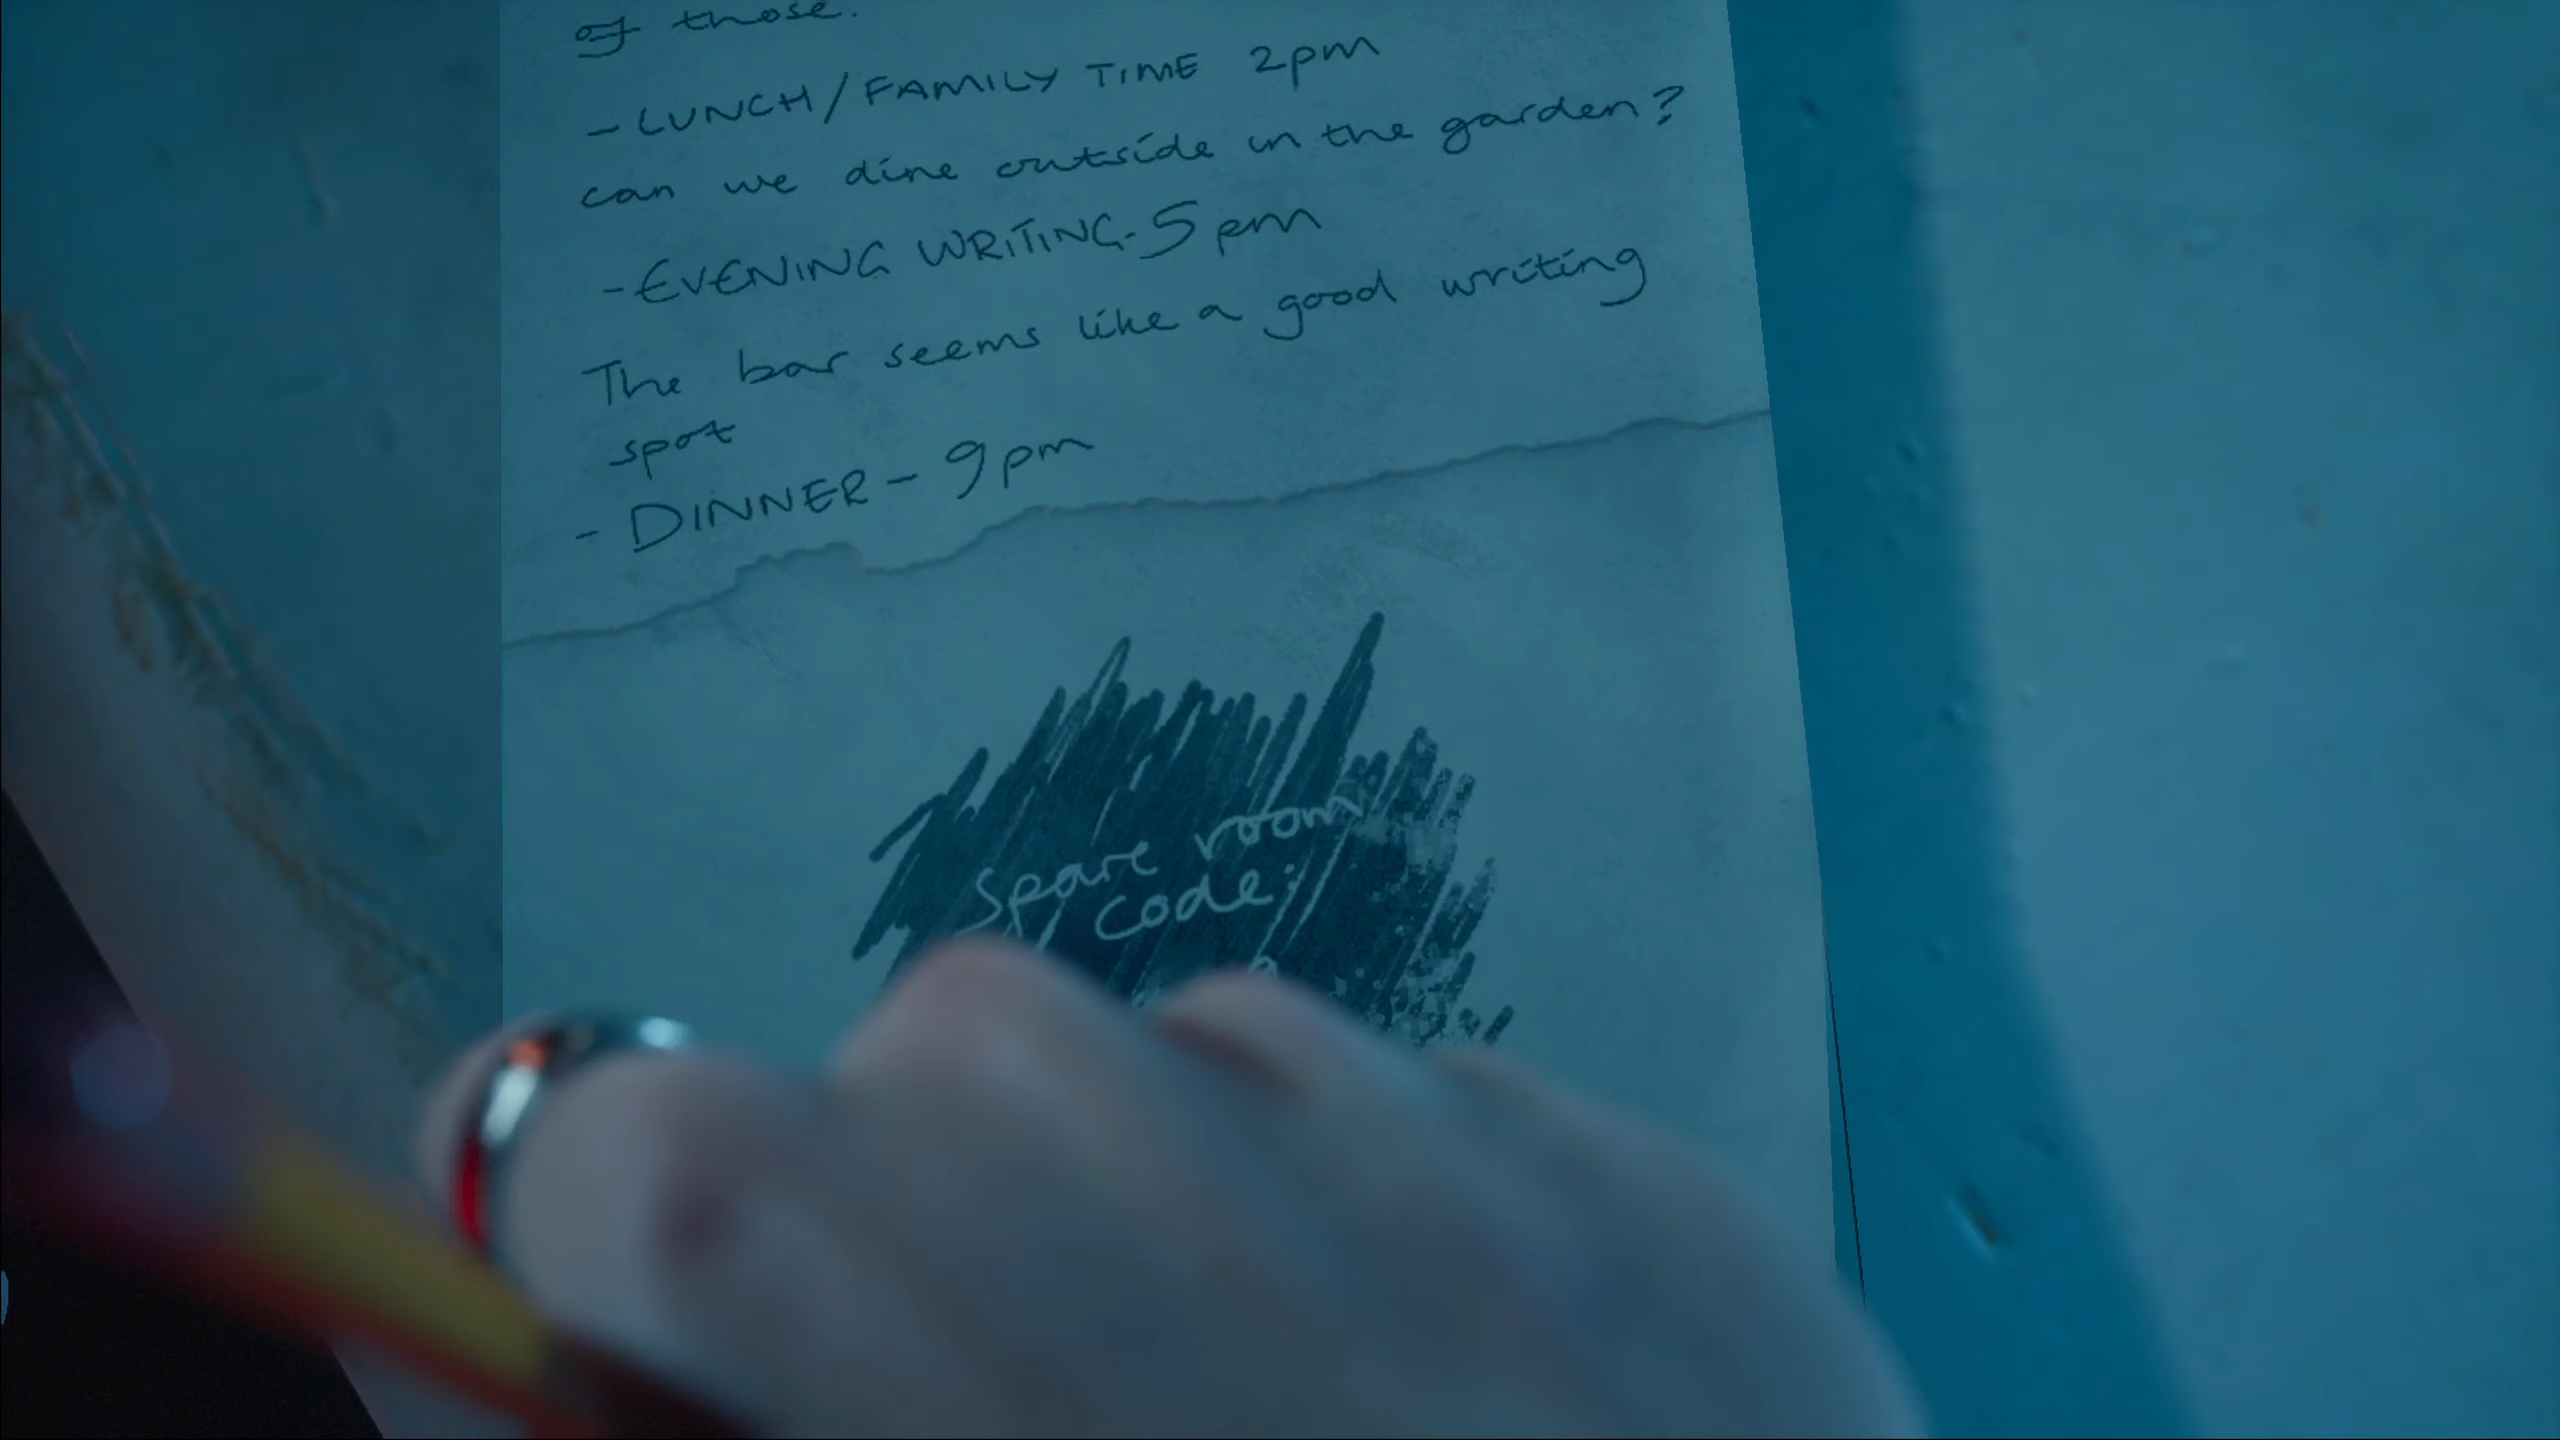 of those.
- LUNCH/FAMILY TIME 2pm
can we dine outside in the garden?
- EVENING WRITING - 5pm
The bar seems like a good writing
spot
- DINNER - 9pm
Spare room
code: